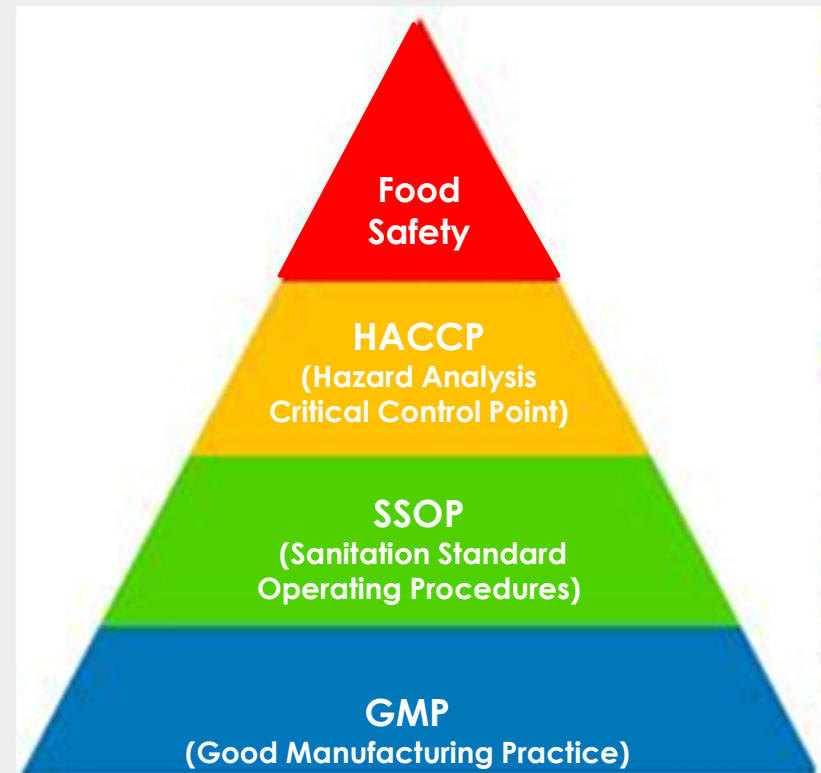 Food
Safety
HACCP
(Hazard Analysis
Critical Control Point)
SSOP
(Sanitation Standard
Operating Procedures)
GMP
(Good Manufacturing Practice)